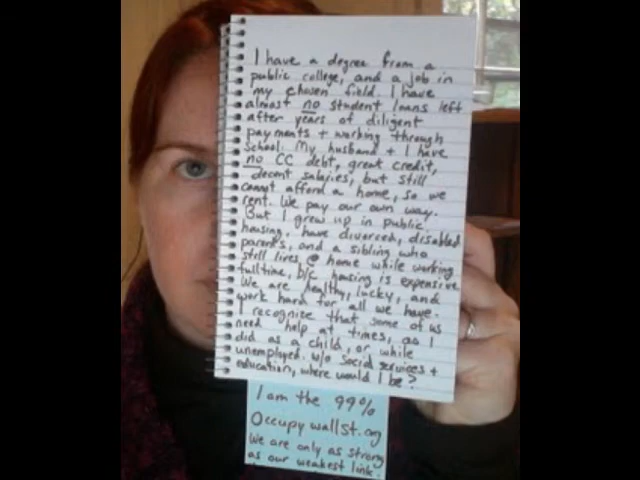 I have a degree from a
public college, and a job in
my chosen field. I have
almost no student loans left
after years of diligent
payments + working through
school. My husband + I have
no CC debt, great credit,
decent salaries, but still
cannot afford a home, so we
rent. We pay our own way.
But I grew up in public
housing, have divorced, disabled
parents, and a sibling who
still lives @ home while working
fulltime, b/c housing is expensive.
We are healthy, lucky, and
work hard for all we have.
I recognize that some of us
need help at times, as I
did as a child, or while
unemployed. w/o social services +
education, where would I be?
I am the 99%
Occupywallst.org
We are only as strong
as our weakest link.